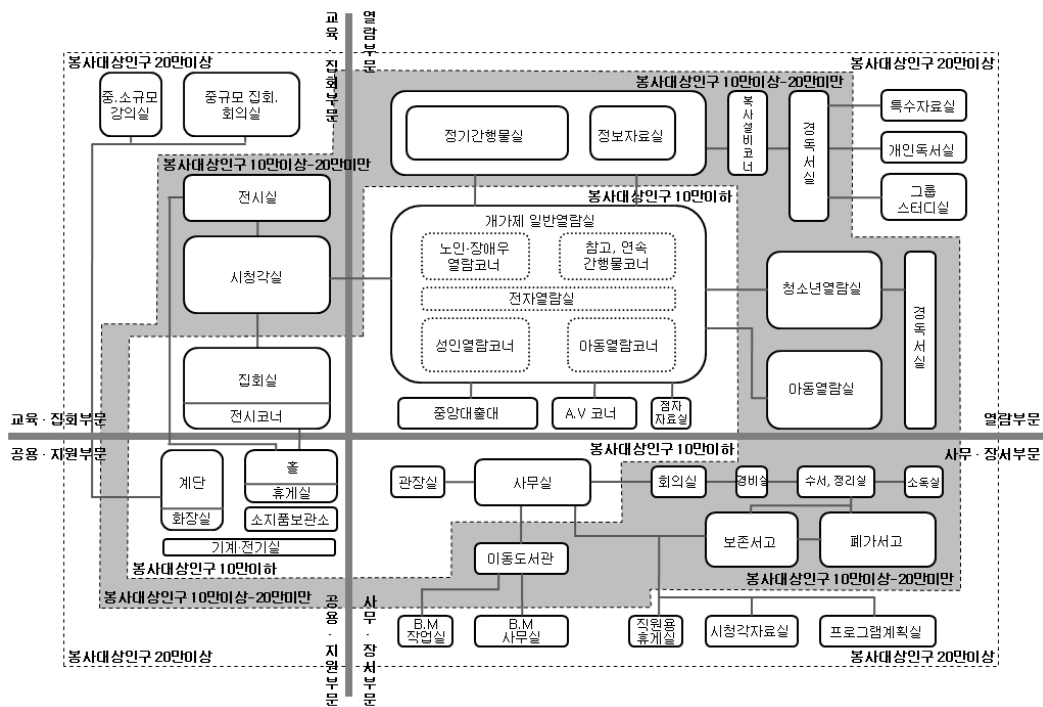 교육·집회부문
열람부문
봉사대상인구 20만이상
봉사대상인구 20만이상
중.소규모
강의실
중규모 집회.
회의실
봉사대상인구 10만이상-20만미만
정기간행물실
정보자료실
복사설비코너
경독서실
특수자료실
개인독서실
그룹
스터디실
봉사대상인구 10만이상-20만미만
전시실
봉사대상인구 10만이하
개가제 일반열람실
노인·장애우
열람코너
참고, 연속
간행물코너
시청각실
전자열람실
청소년열람실
경독서실
성인열람코너
아동열람코너
집회실
전시코너
아동열람실
중앙대출대
A.V 코너
점자
자료실
교육·집회부문
열람부문
공용·지원부문
사무·장서부문
봉사대상인구 10만이하
계단
화장실
홀
휴게실
소지품보관소
기계·전기실
관장실
사무실
회의실
경비실
수서, 정리실
소독실
보존서고
폐가서고
이동도서관
봉사대상인구 10만이하
봉사대상인구 10만이상-20만미만
봉사대상인구 10만이상-20만미만
B.M
작업실
B.M
사무실
직원용
휴게실
시청각자료실
프로그램계획실
봉사대상인구 20만이상
봉사대상인구 20만이상
공용·지원부문
사무·장서부문